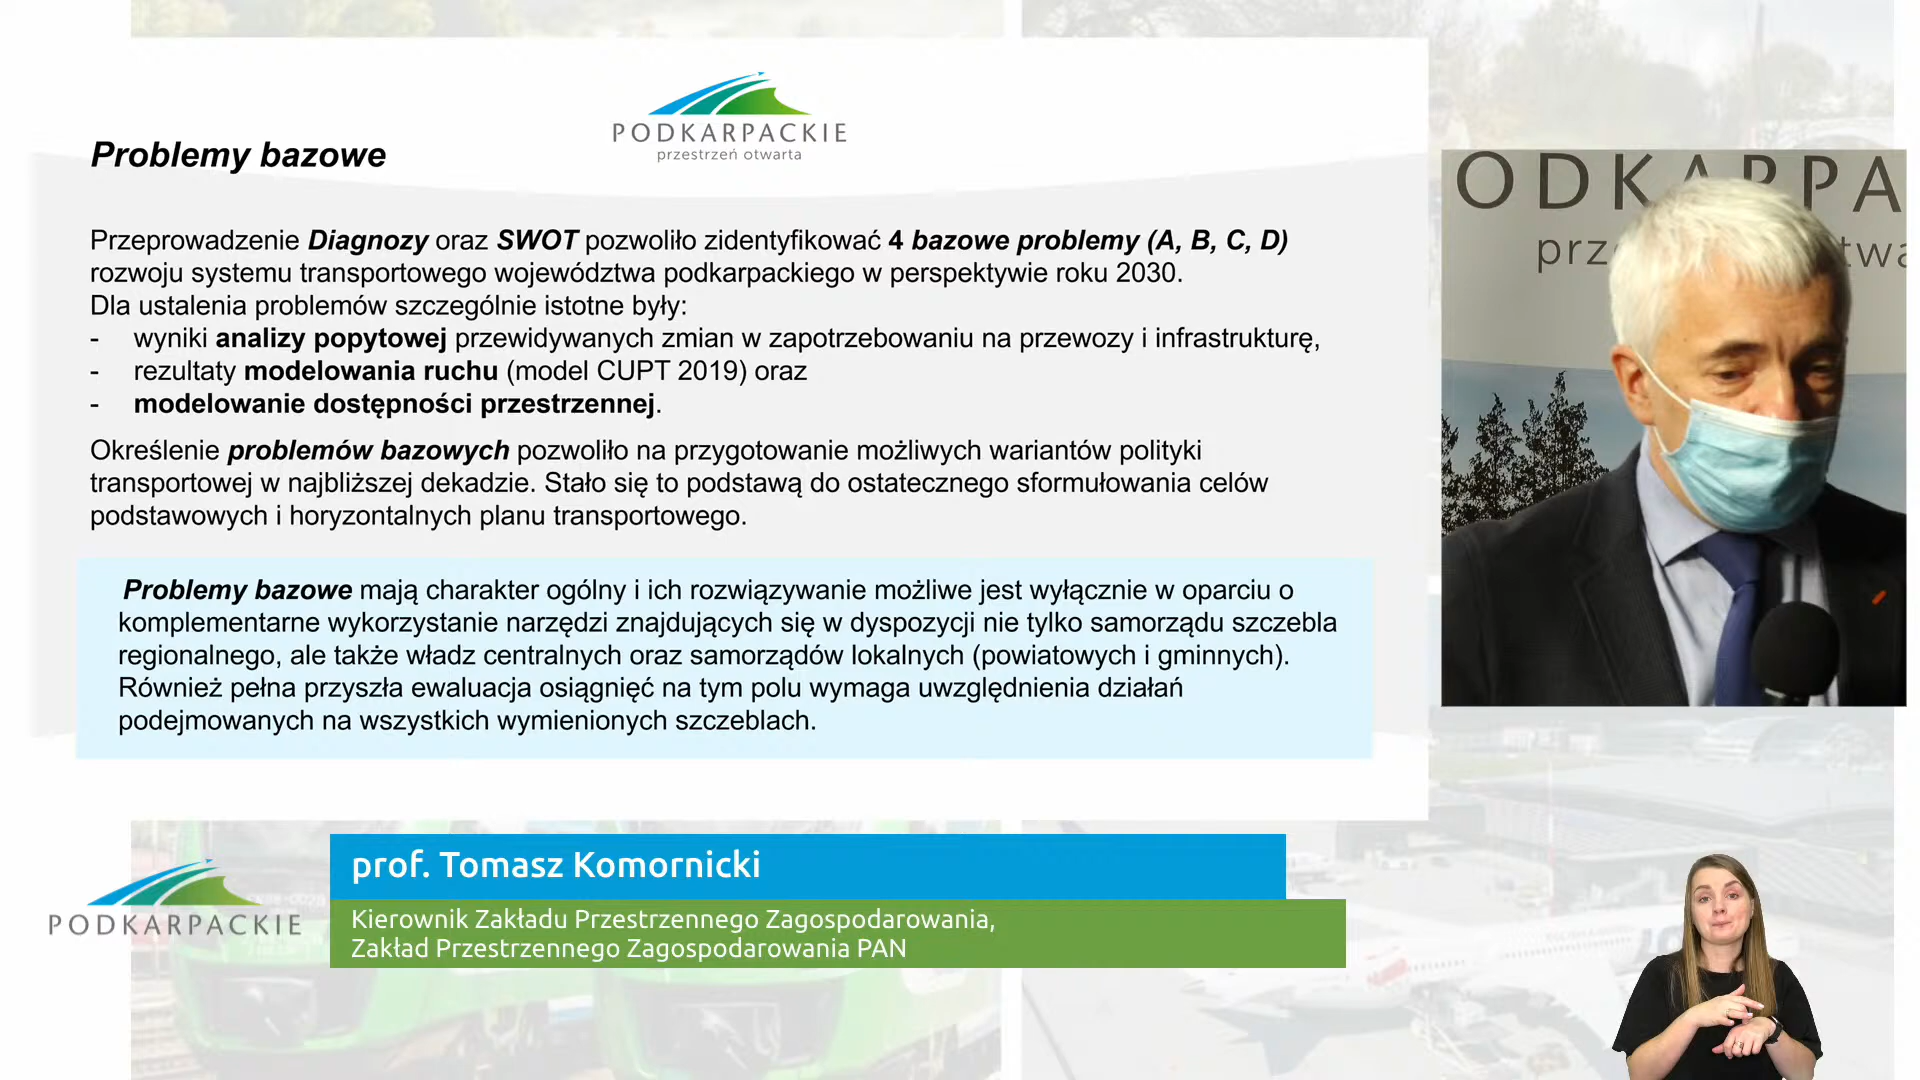 PODKARPACKIE
przestrzeń otwarta
Problemy bazowe
Przeprowadzenie Diagnozy oraz SWOT pozwoliło zidentyfikować 4 bazowe problemy (A, B, C, D)
rozwoju systemu transportowego województwa podkarpackiego w perspektywie roku 2030.
Dla ustalenia problemów szczególnie istotne były:
- wyniki analizy popytowej przewidywanych zmian w zapotrzebowaniu na przewozy i infrastrukturę,
- rezultaty modelowania ruchu (model CUPT 2019) oraz
- modelowanie dostępności przestrzennej.
Określenie problemów bazowych pozwoliło na przygotowanie możliwych wariantów polityki
transportowej w najbliższej dekadzie. Stało się to podstawą do ostatecznego sformułowania celów
podstawowych i horyzontalnych planu transportowego.
Problemy bazowe mają charakter ogólny i ich rozwiązywanie możliwe jest wyłącznie w oparciu o
komplementarne wykorzystanie narzędzi znajdujących się w dyspozycji nie tylko samorządu szczebla
regionalnego, ale także władz centralnych oraz samorządów lokalnych (powiatowych i gminnych).
Również pełna przyszła ewaluacja osiągnięć na tym polu wymaga uwzględnienia działań
podejmowanych na wszystkich wymienionych szczeblach.
ODKARPA
prz twa
PODKARPACKIE
prof. Tomasz Komornicki
Kierownik Zakładu Przestrzennego Zagospodarowania,
Zakład Przestrzennego Zagospodarowania PAN